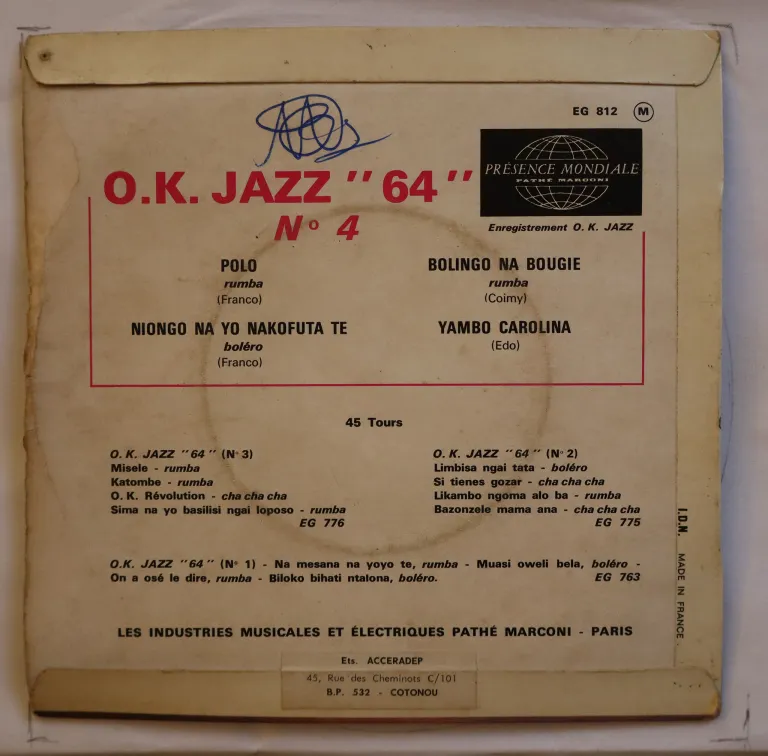 EG 812 M
PRÉSENCE MONDIALE
PATHÉ MARCONI
Enregistrement O. K. JAZZ
O.K. JAZZ "64"
N° 4
POLO
rumba
(Franco)
NIONGO NA YO NAKOFUTA TE
boléro
(Franco)
BOLINGO NA BOUGIE
rumba
(Coimy)
YAMBO CAROLINA
(Edo)
45 Tours
O. K. JAZZ "64" (N° 3)
Misele - rumba
Katombe - rumba
O. K. Révolution - cha cha cha
Sima na yo basilisi ngai loposo - rumba
EG 776
O. K. JAZZ "64" (N° 2)
Limbisa ngai tata - boléro
Si tienes gozar - cha cha cha
Likambo ngoma alo ba - rumba
Bazonzele mama ana - cha cha cha
EG 775
O.K. JAZZ "64" (N° 1) - Na mesana na yoyo te, rumba - Muasi oweli bela, boléro -
On a osé le dire, rumba - Biloko bihati ntalona, boléro. EG 763
LES INDUSTRIES MUSICALES ET ÉLECTRIQUES PATHÉ MARCONI - PARIS
I.D.N. MADE IN FRANCE.
Ets. ACCERADEP
45, Rue des Cheminots C/101
B.P. 532 - COTONOU